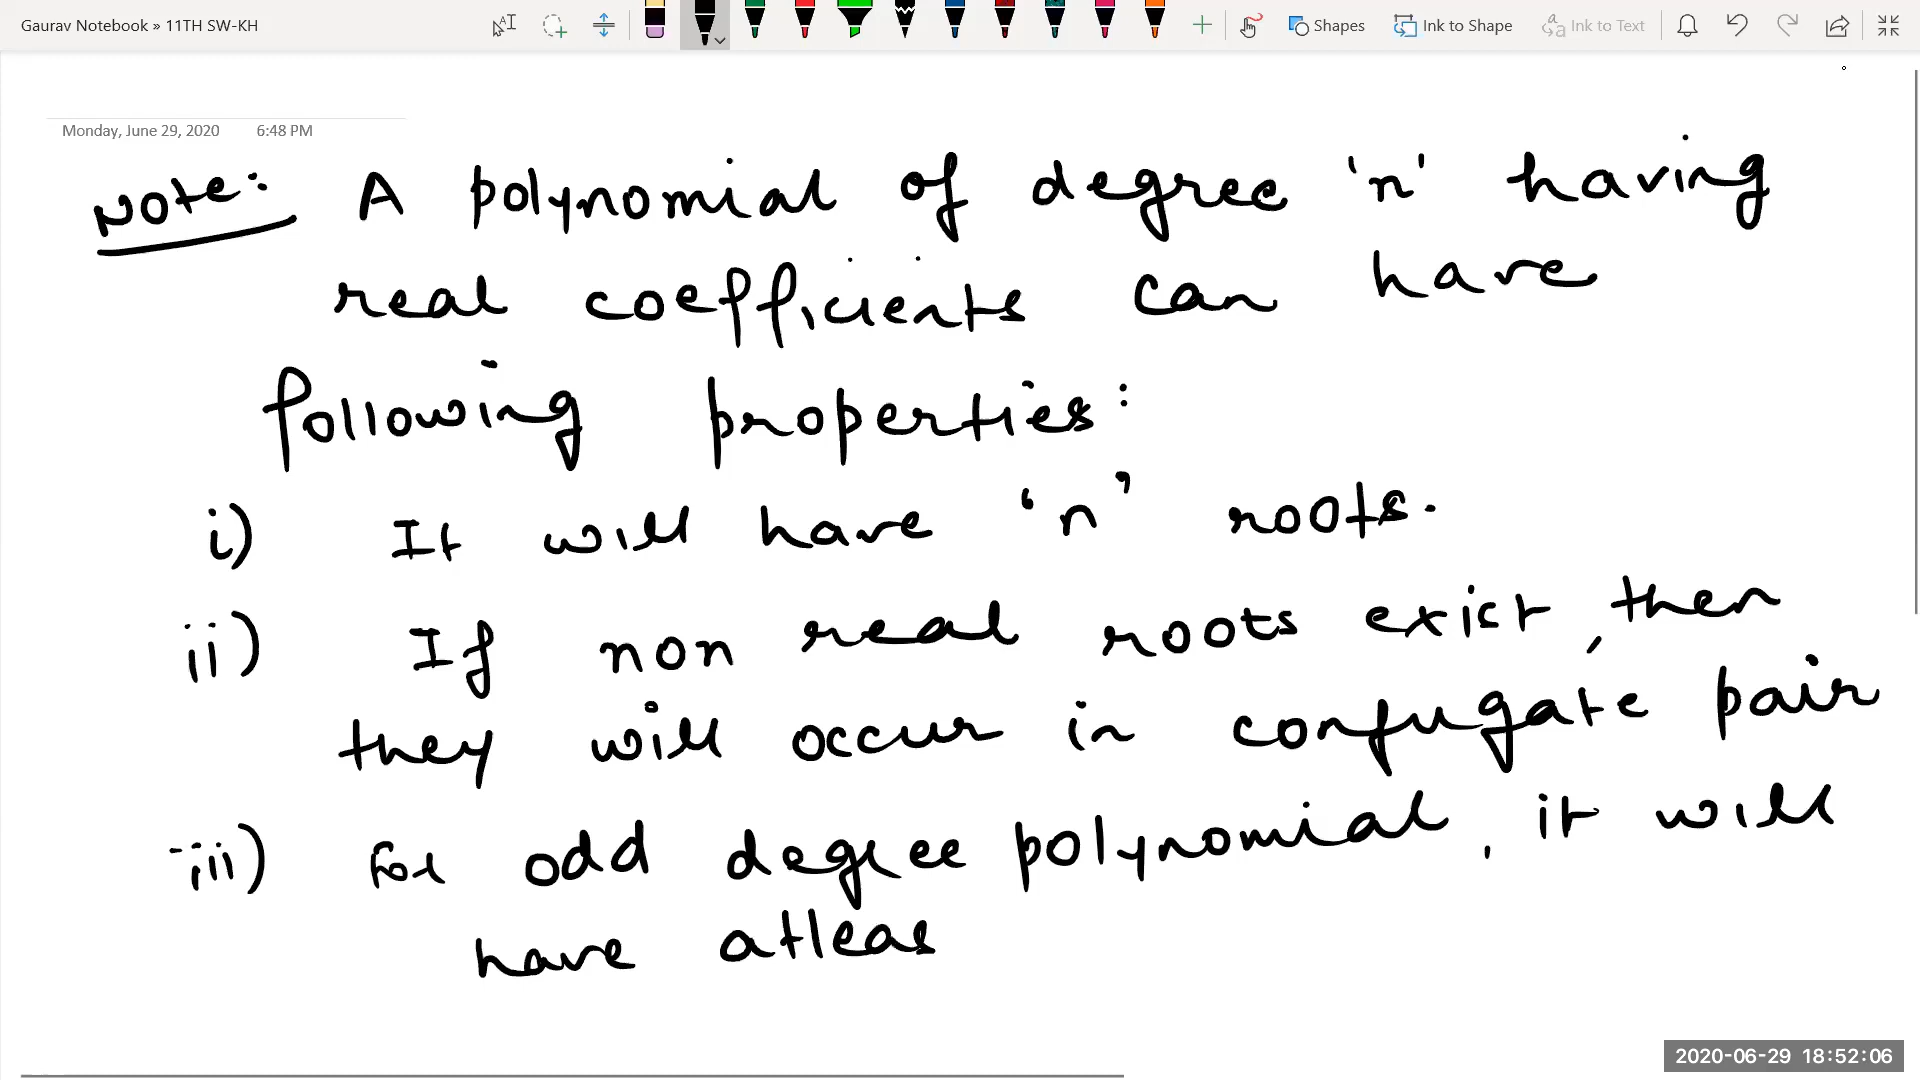 Gaurav Notebook » 11TH SW-KH
Shapes Ink to Shape Ink to Text
Monday, June 29, 2020 6:48 PM
Note: A polynomial of degree 'n' having
real coefficients can have
following properties:
i) It will have 'n' roots.
ii) If non real roots exist, then
they will occur in conjugate pair
iii) For odd degree polynomial, it will
have atleas
2020-06-29 18:52:06